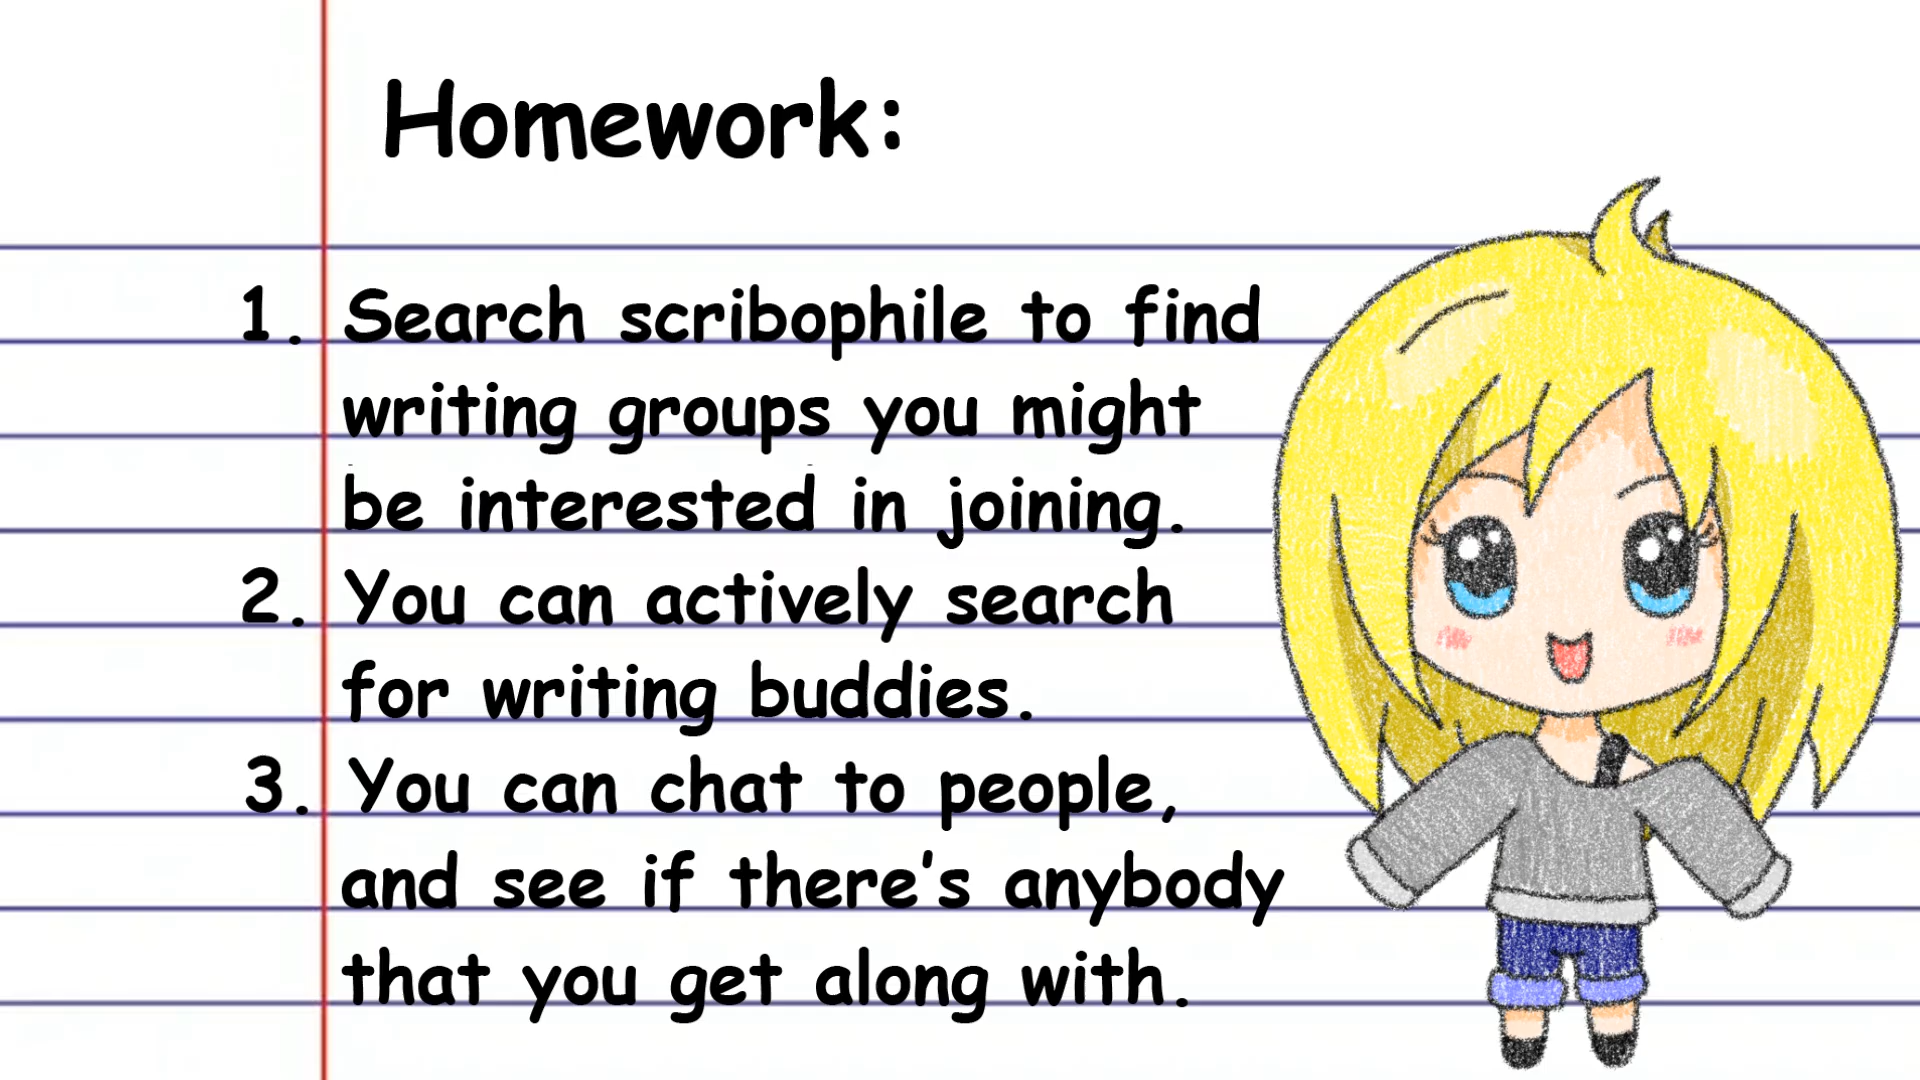 Homework:
1. Search scribophile to find
writing groups you might
be interested in joining.
2. You can actively search
for writing buddies.
3. You can chat to people,
and see if there's anybody
that you get along with.